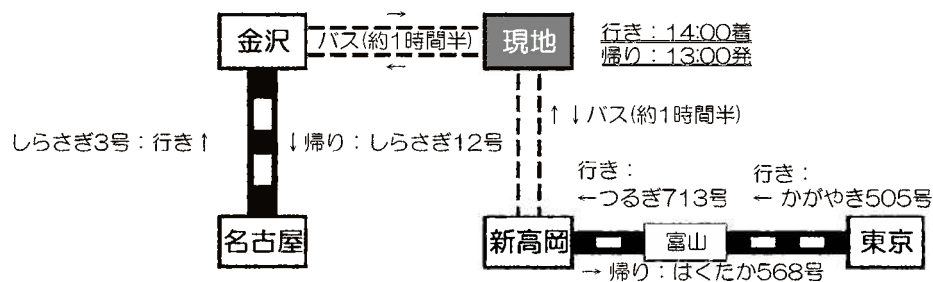 金沢
→
バス(約1時間半)
←
現地
行き：14:00着
帰り：13:00発
しらさぎ3号：行き↑
↓帰り：しらさぎ12号
↑↓バス(約1時間半)
行き：
←つるぎ713号
行き：
← かがやき505号
名古屋
新高岡
富山
東京
→ 帰り：はくたか568号